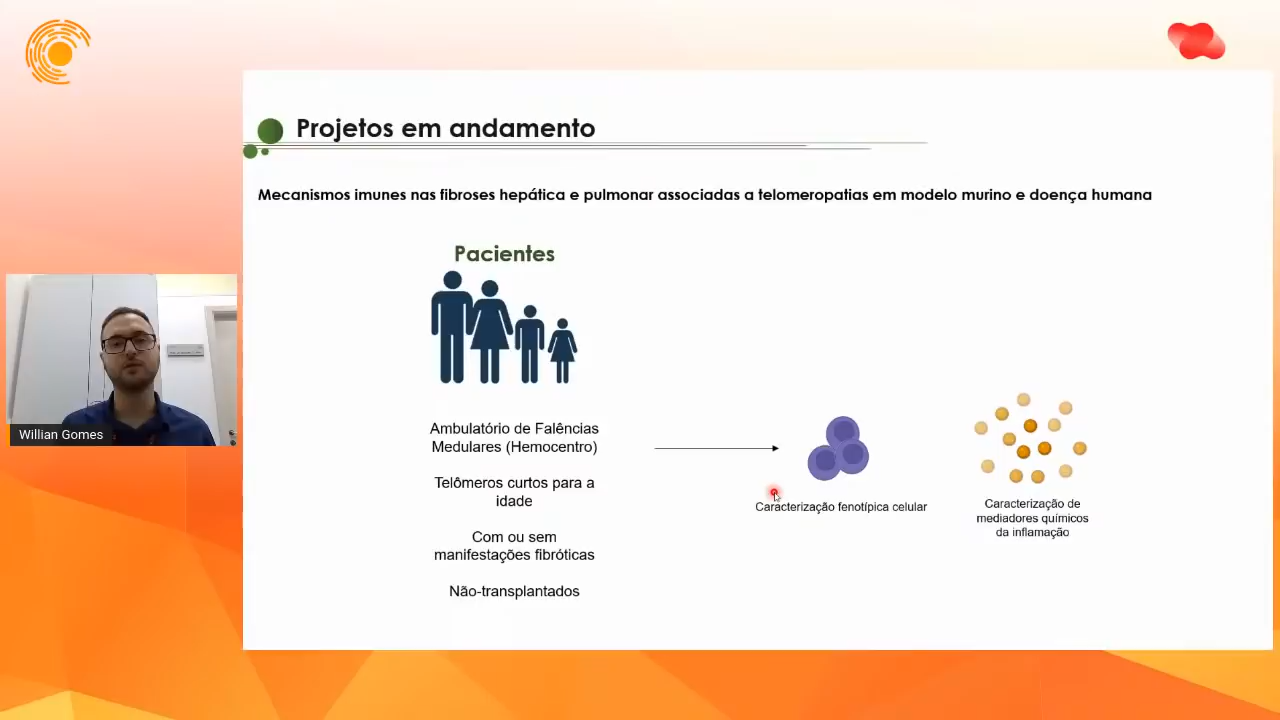 Projetos em andamento
Mecanismos imunes nas fibroses hepática e pulmonar associadas a telomeropatias em modelo murino e doença humana
Pacientes
Ambulatório de Falências
Medulares (Hemocentro)
Telômeros curtos para a
idade
Com ou sem
manifestações fibróticas
Não-transplantados
Caracterização fenotípica celular
Caracterização de
mediadores químicos
da inflamação
Willian Gomes